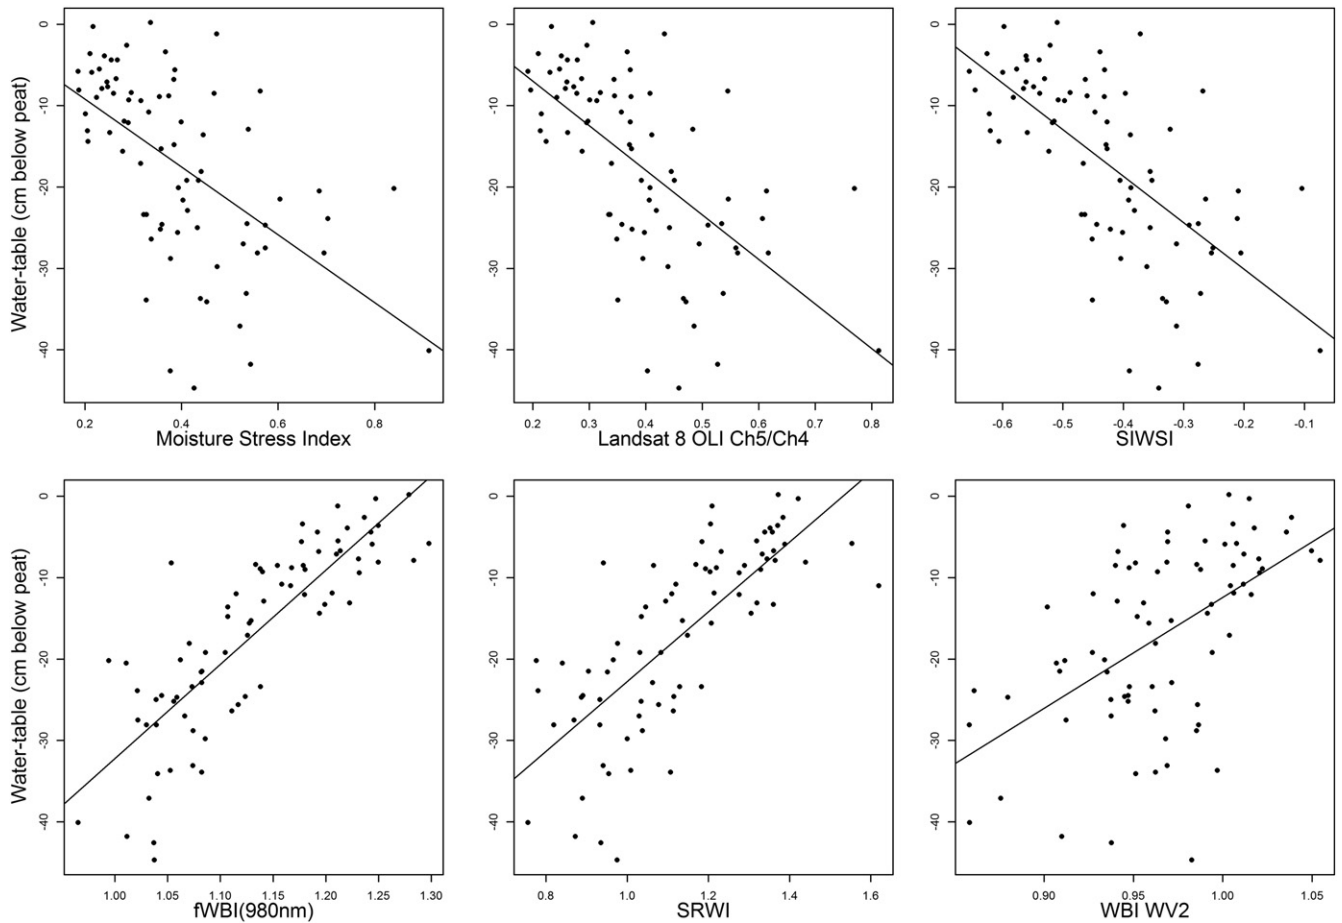 Water-table (cm below peat)
0
-10
-20
-30
-40
0.2 0.4 0.6 0.8
Moisture Stress Index
0
-10
-20
-30
-40
0.2 0.3 0.4 0.5 0.6 0.7 0.8
Landsat 8 OLI Ch5/Ch4
0
-10
-20
-30
-40
-0.6 -0.5 -0.4 -0.3 -0.2 -0.1
SIWSI
Water-table (cm below peat)
0
-10
-20
-30
-40
1.00 1.05 1.10 1.15 1.20 1.25 1.30
fWBI(980nm)
0
-10
-20
-30
-40
0.8 1.0 1.2 1.4 1.6
SRWI
0
-10
-20
-30
-40
0.90 0.95 1.00 1.05
WBI WV2